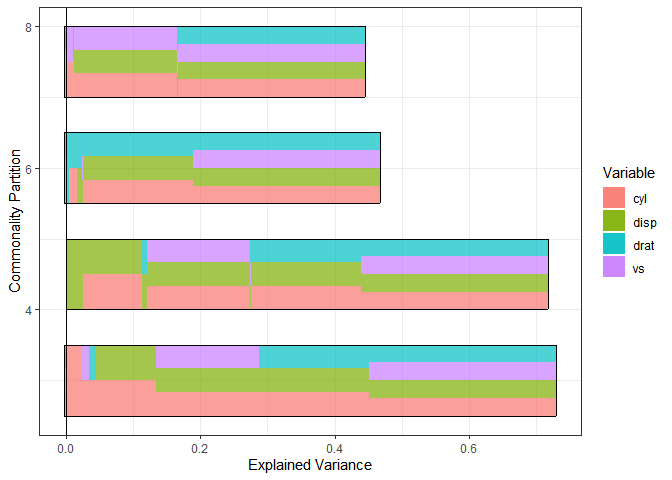 8
6
4
Commonality Partition
0.0
0.2
0.4
0.6
Explained Variance
Variable
cyl
disp
drat
vs